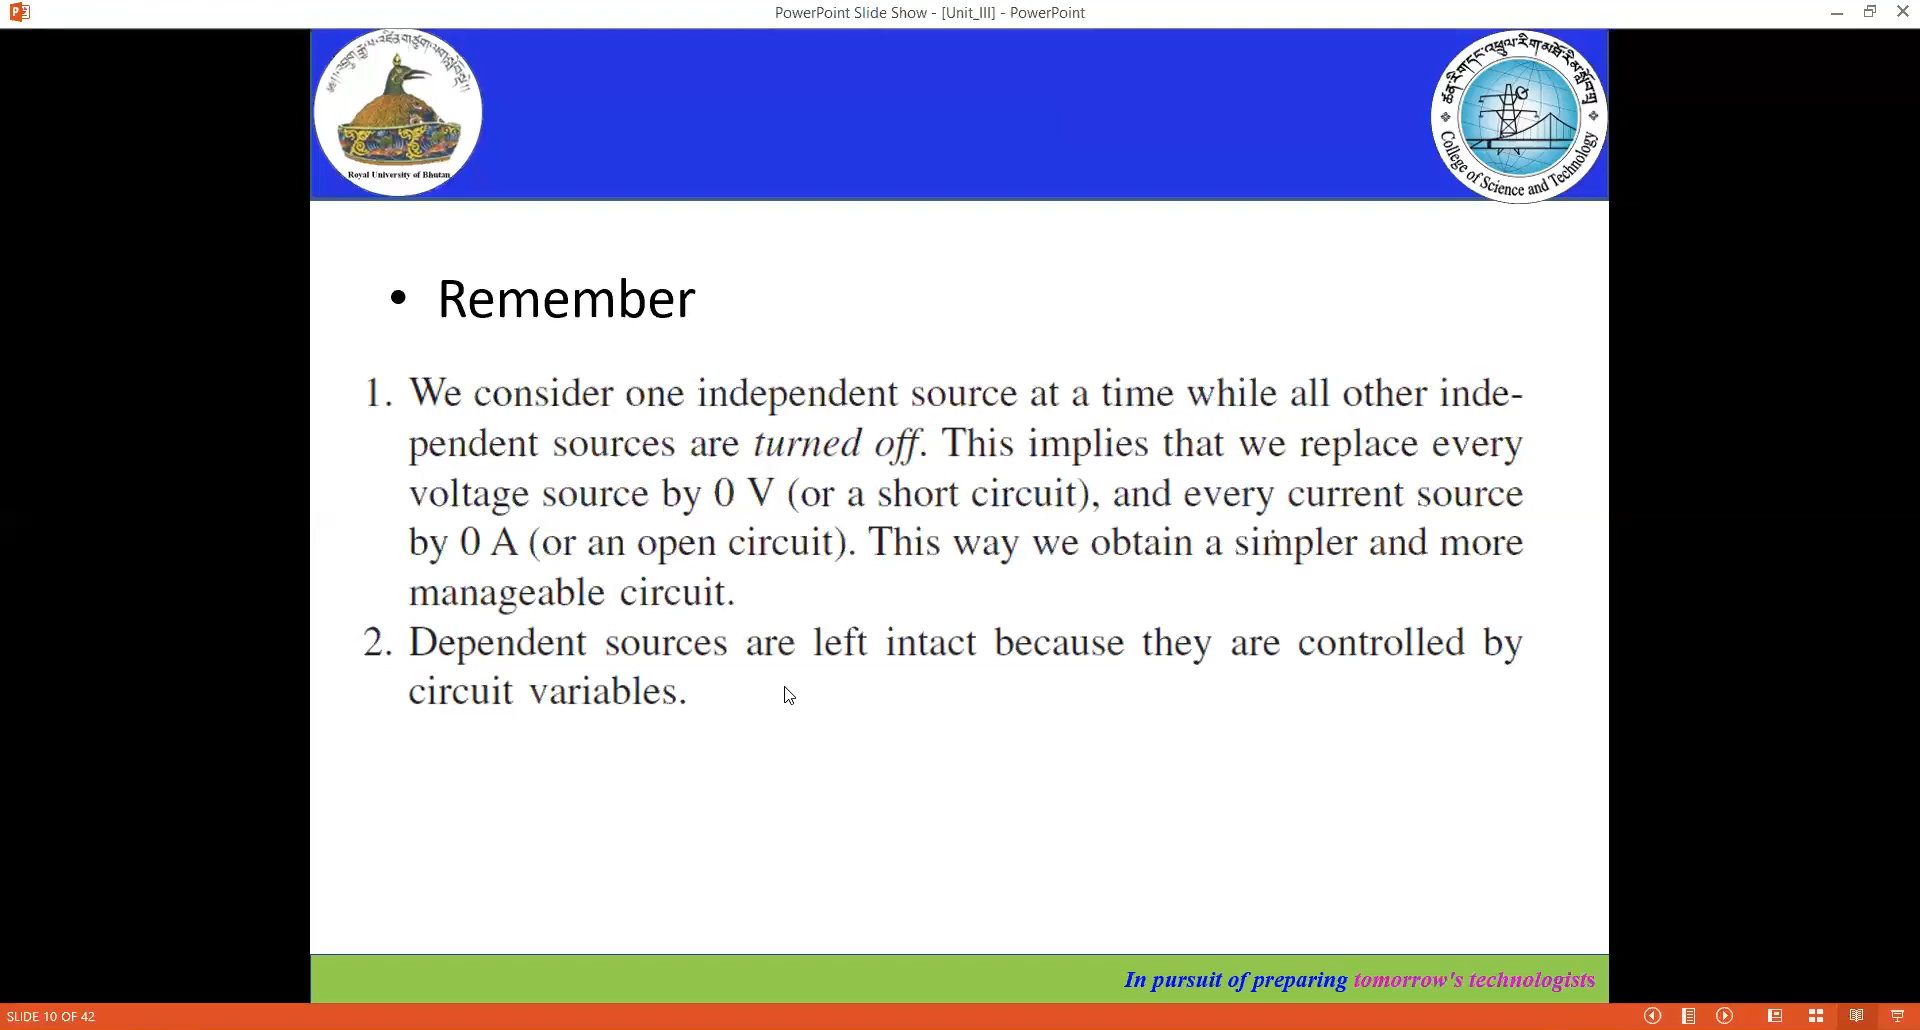 PowerPoint Slide Show - [Unit_III] - PowerPoint
Royal University of Bhutan
College of Science and Technology
• Remember
1. We consider one independent source at a time while all other inde-
pendent sources are turned off. This implies that we replace every
voltage source by 0 V (or a short circuit), and every current source
by 0 A (or an open circuit). This way we obtain a simpler and more
manageable circuit.
2. Dependent sources are left intact because they are controlled by
circuit variables.
In pursuit of preparing tomorrow's technologists
SLIDE 10 OF 42